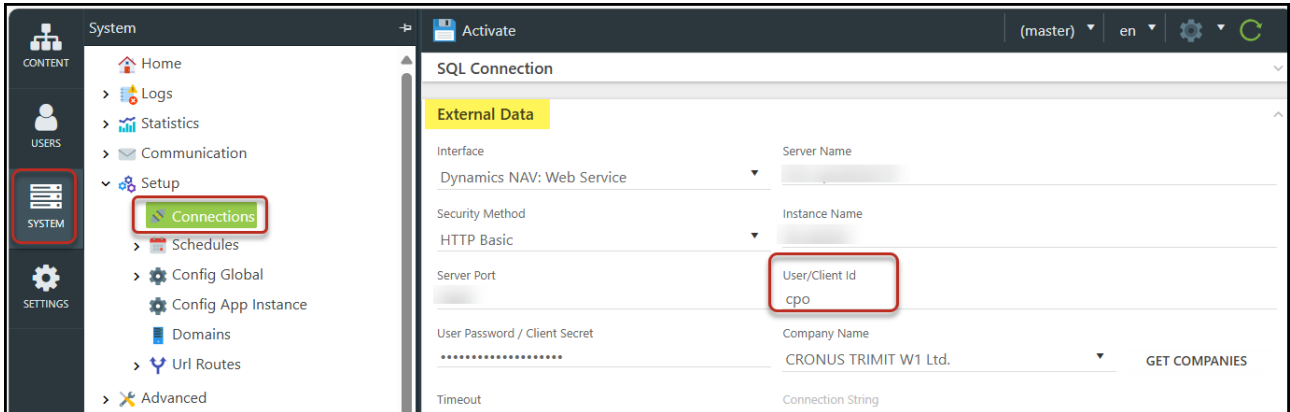 System
Activate
(master)
en
CONTENT
USERS
SYSTEM
SETTINGS
Home
Logs
Statistics
Communication
Setup
Connections
Schedules
Config Global
Config App Instance
Domains
Url Routes
Advanced
SQL Connection
External Data
Interface
Server Name
Dynamics NAV: Web Service
Security Method
Instance Name
HTTP Basic
Server Port
User/Client Id
cpo
User Password / Client Secret
Company Name
••••••••••••••••••••
CRONUS TRIMIT W1 Ltd.
GET COMPANIES
Timeout
Connection String